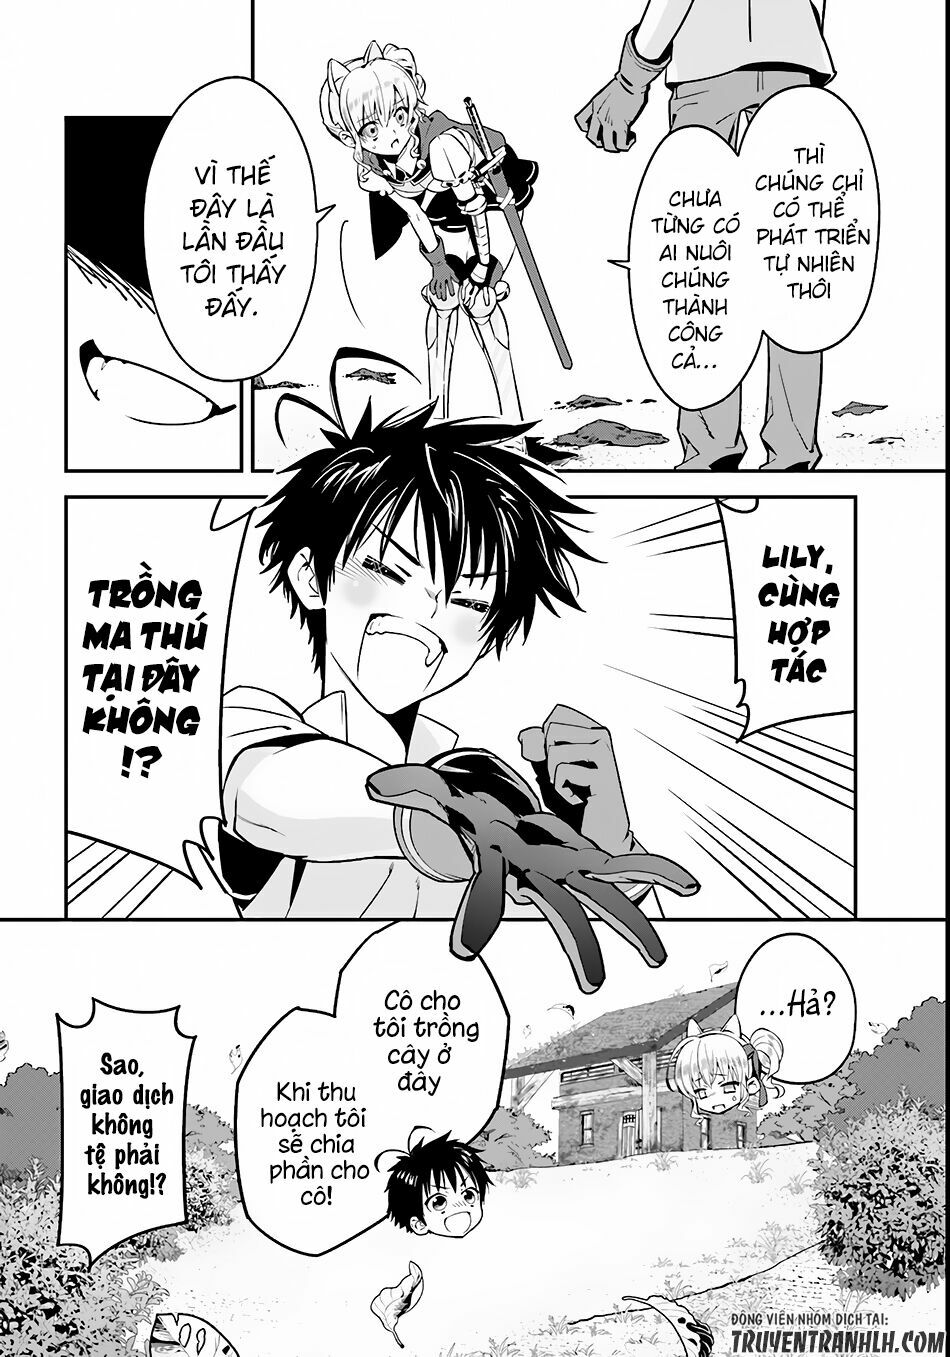 THÌ
CHÚNG CHỈ
CÓ THỂ
PHÁT TRIỂN
TỰ NHIÊN
THÔI
CHƯA
TỪNG CÓ
AI NUÔI
CHÚNG
THÀNH
CÔNG
CẢ...
VÌ THẾ
ĐÂY LÀ
LẦN ĐẦU
TÔI THẤY
ĐẤY.
LILY,
CÙNG
HỢP
TÁC
TRỒNG
MA THÚ
TẠI ĐÂY
KHÔNG
!?
...Hả?
Cô cho
tôi trồng
cây ở
đây
Khi thu
hoạch tôi
sẽ chia
phần cho
cô!
Sao,
giao dịch
không
tệ phải
không!?
ĐỘNG VIÊN NHÓM DỊCH TẠI:
TRUYENTRANHLH.COM